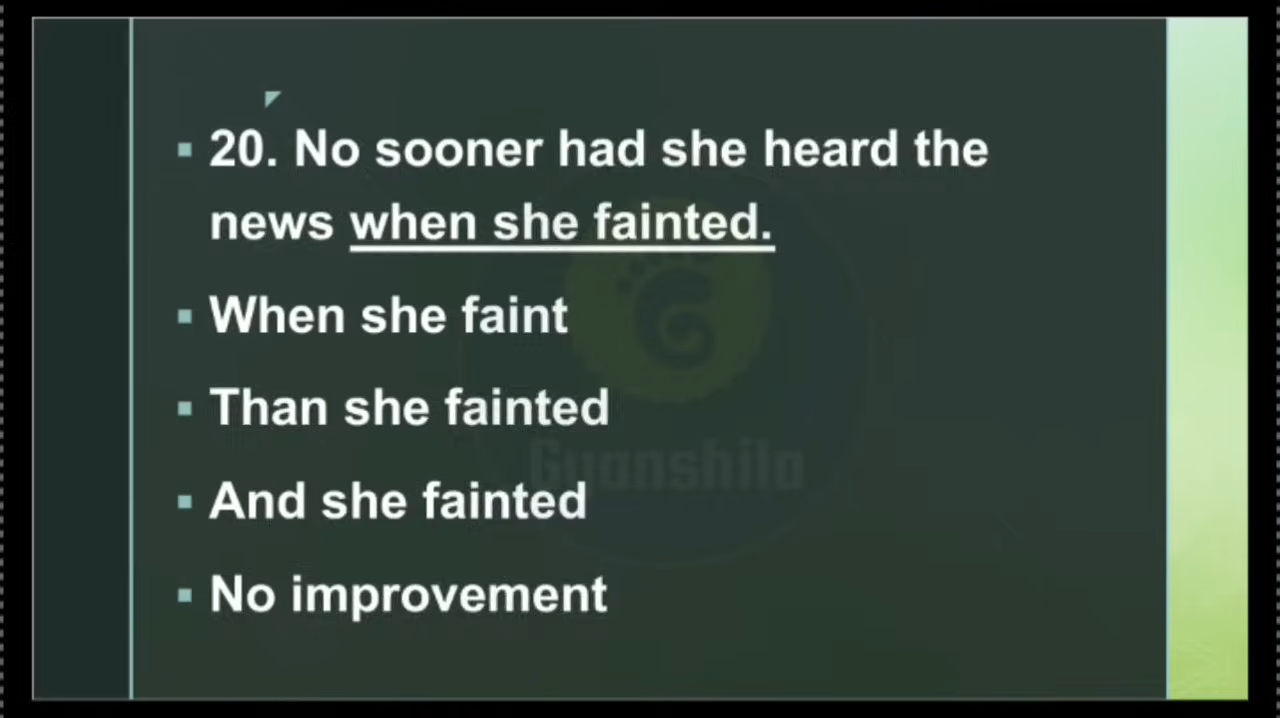 20. No sooner had she heard the
news when she fainted.
When she faint
Than she fainted
Gyanshila
And she fainted
No improvement